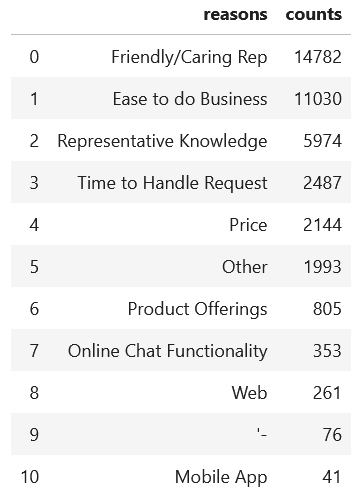 reasons counts
0 Friendly/Caring Rep 14782
1 Ease to do Business 11030
2 Representative Knowledge 5974
3 Time to Handle Request 2487
4 Price 2144
5 Other 1993
6 Product Offerings 805
7 Online Chat Functionality 353
8 Web 261
9 '- 76
10 Mobile App 41